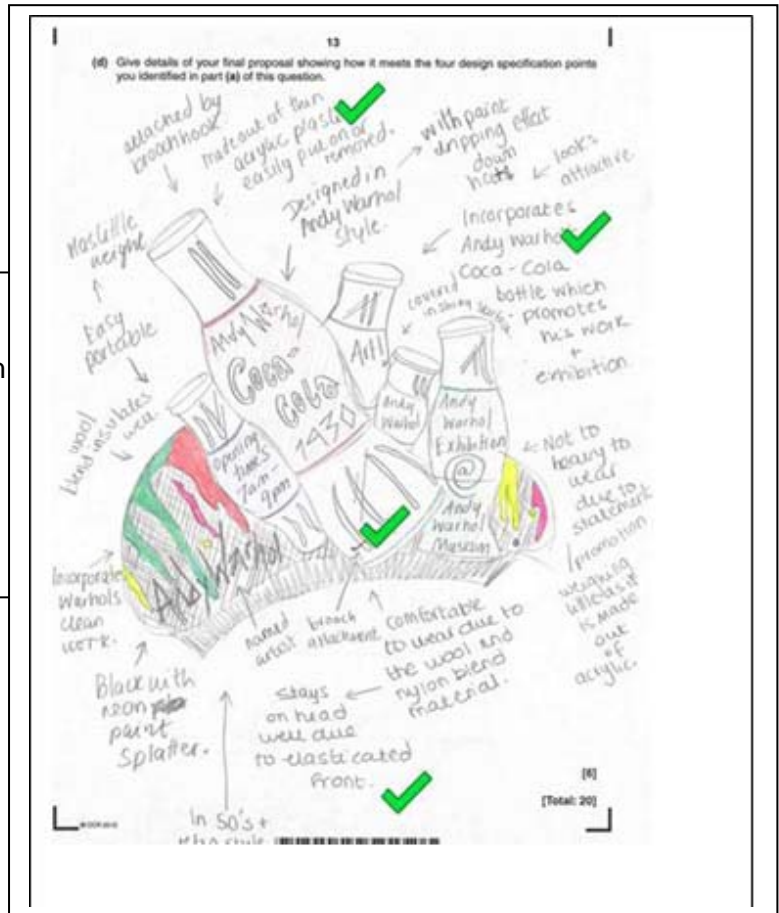 13
(d) Give details of your final proposal showing how it meets the four design specification points
you identified in part (a) of this question.
attached by
broachhook
made out of thin
acrylic plast
easily put on or
removed.
Designed in
Andy Warhol
style.
with paint
dripping effect
down
hats
looks
attractive
Has little
weight
Easy
portable
wool
blend insulates
well
Incorporates
Andy Warhols
Coca-Cola
bottle which
promotes
his work
+
exhibition.
covered
in shiny
Andy Warhol
Coca
Cola
1430
Art!
Andy
Warhol
Andy
Warhol
Exhibition
@
Andy
Warhol
Museum
opening
times
7am-
9pm
Andy Warhol
Not to
heavy to
wear
due to
statement
/promotion
wearing
it is made
out
of
acrylic.
Incorporate
Warhols
clean
work.
named
artist
broach
attachment
comfortable
to wear due to
the wool and
nylon blend
material.
Black with
neon
paint
Splatter.
Stays
on head
well due
to elasticated
Front.
[6]
[Total: 20]
In 50's +
n